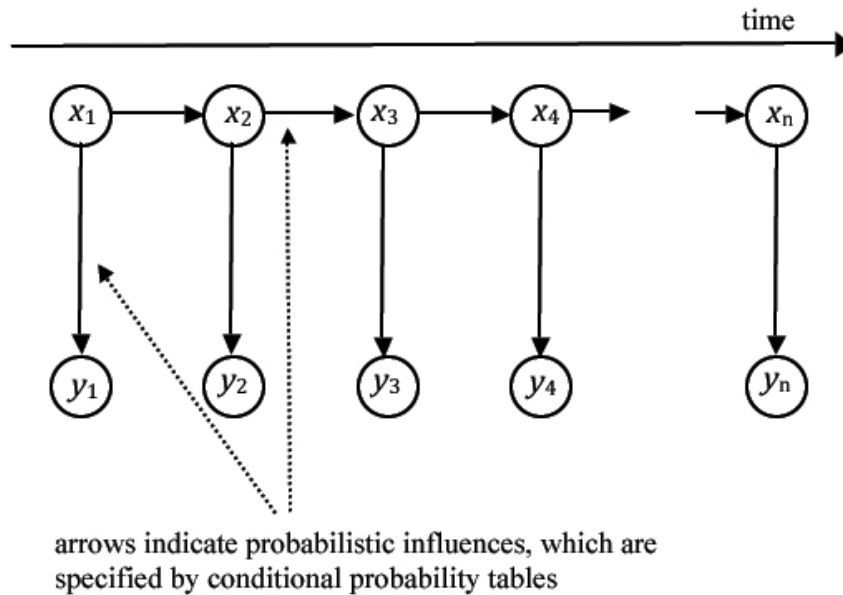 time
x₁ x₂ x₃ x₄ xₙ
y₁ y₂ y₃ y₄ yₙ
arrows indicate probabilistic influences, which are
specified by conditional probability tables